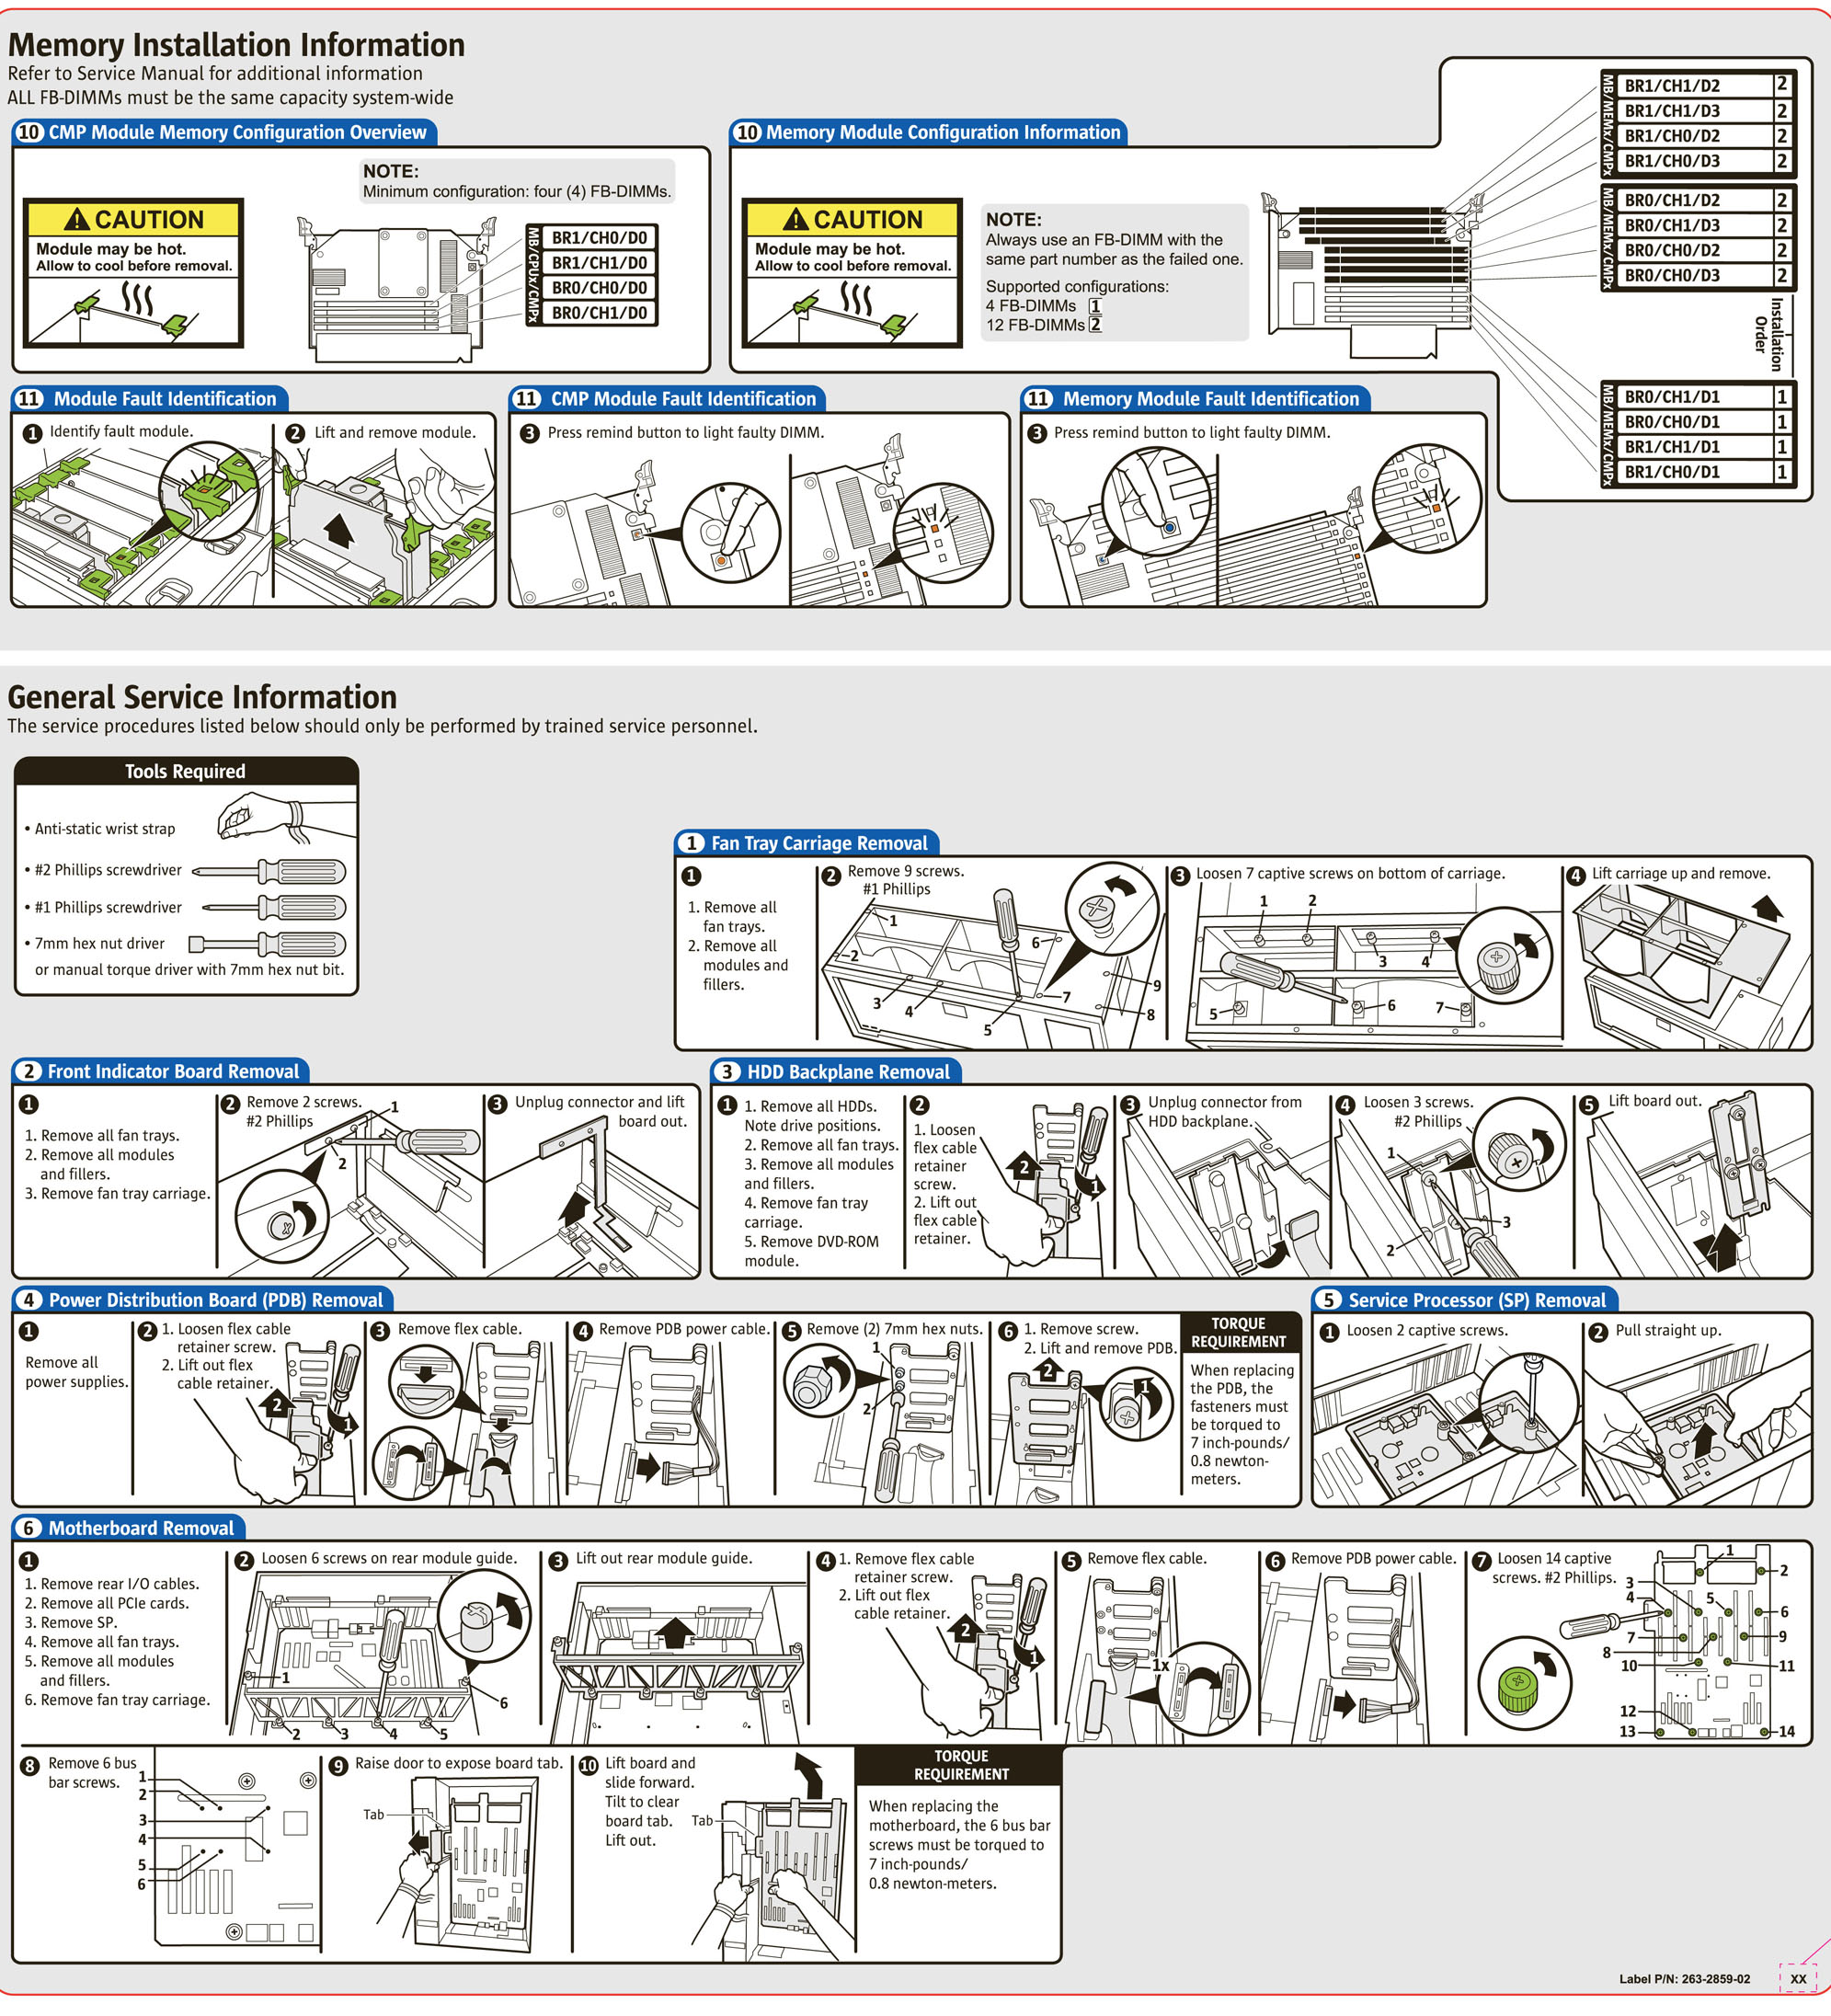 Memory Installation Information
Refer to Service Manual for additional information
ALL FB-DIMMs must be the same capacity system-wide
10 CMP Module Memory Configuration Overview
NOTE:
Minimum configuration: four (4) FB-DIMMs.
CAUTION
Module may be hot.
Allow to cool before removal.
MB/CPUx/CMPx
BR1/CH0/D0
BR1/CH1/D0
BR0/CH0/D0
BR0/CH1/D0
10 Memory Module Configuration Information
CAUTION
Module may be hot.
Allow to cool before removal.
NOTE:
Always use an FB-DIMM with the
same part number as the failed one.
Supported configurations:
4 FB-DIMMs 1
12 FB-DIMMs 2
MB/MEMx/CMPx
BR1/CH1/D2 2
BR1/CH1/D3 2
BR1/CH0/D2 2
BR1/CH0/D3 2
MB/MEMx/CMPx
BR0/CH1/D2 2
BR0/CH1/D3 2
BR0/CH0/D2 2
BR0/CH0/D3 2
Installation
Order
MB/MEMx/CMPx
BR0/CH1/D1 1
BR0/CH0/D1 1
BR1/CH1/D1 1
BR1/CH0/D1 1
11 Module Fault Identification
1 Identify fault module.
2 Lift and remove module.
11 CMP Module Fault Identification
3 Press remind button to light faulty DIMM.
11 Memory Module Fault Identification
3 Press remind button to light faulty DIMM.
General Service Information
The service procedures listed below should only be performed by trained service personnel.
Tools Required
• Anti-static wrist strap
• #2 Phillips screwdriver
• #1 Phillips screwdriver
• 7mm hex nut driver
or manual torque driver with 7mm hex nut bit.
1 Fan Tray Carriage Removal
1
1. Remove all
fan trays.
2. Remove all
modules and
fillers.
2 Remove 9 screws.
#1 Phillips
1
2
3
4
5
6
7
8
9
3 Loosen 7 captive screws on bottom of carriage.
1
2
3
4
5
6
7
4 Lift carriage up and remove.
2 Front Indicator Board Removal
1
1. Remove all fan trays.
2. Remove all modules
and fillers.
3. Remove fan tray carriage.
2 Remove 2 screws.
#2 Phillips
1
2
3 Unplug connector and lift
board out.
3 HDD Backplane Removal
1 1. Remove all HDDs.
Note drive positions.
2. Remove all fan trays.
3. Remove all modules
and fillers.
4. Remove fan tray
carriage.
5. Remove DVD-ROM
module.
2
1. Loosen
flex cable
retainer
screw.
2. Lift out
flex cable
retainer.
2
1
3 Unplug connector from
HDD backplane.
4 Loosen 3 screws.
#2 Phillips
1
2
3
5 Lift board out.
4 Power Distribution Board (PDB) Removal
1
Remove all
power supplies.
2 1. Loosen flex cable
retainer screw.
2. Lift out flex
cable retainer.
2
1
3 Remove flex cable.
4 Remove PDB power cable.
5 Remove (2) 7mm hex nuts.
1
2
6 1. Remove screw.
2. Lift and remove PDB.
2
1
TORQUE
REQUIREMENT
When replacing
the PDB, the
fasteners must
be torqued to
7 inch-pounds/
0.8 newton-
meters.
5 Service Processor (SP) Removal
1 Loosen 2 captive screws.
2 Pull straight up.
6 Motherboard Removal
1
1. Remove rear I/O cables.
2. Remove all PCIe cards.
3. Remove SP.
4. Remove all fan trays.
5. Remove all modules
and fillers.
6. Remove fan tray carriage.
2 Loosen 6 screws on rear module guide.
1
2
3
4
5
6
3 Lift out rear module guide.
4 1. Remove flex cable
retainer screw.
2. Lift out flex
cable retainer.
2
1
5 Remove flex cable.
1x
6 Remove PDB power cable.
7 Loosen 14 captive
screws. #2 Phillips.
1
2
3
4
5
6
7
8
9
10
11
12
13
14
8 Remove 6 bus
bar screws.
1
2
3
4
5
6
9 Raise door to expose board tab.
Tab
10 Lift board and
slide forward.
Tilt to clear
board tab.
Lift out.
Tab
TORQUE
REQUIREMENT
When replacing the
motherboard, the 6 bus bar
screws must be torqued to
7 inch-pounds/
0.8 newton-meters.
Label P/N: 263-2859-02
XX